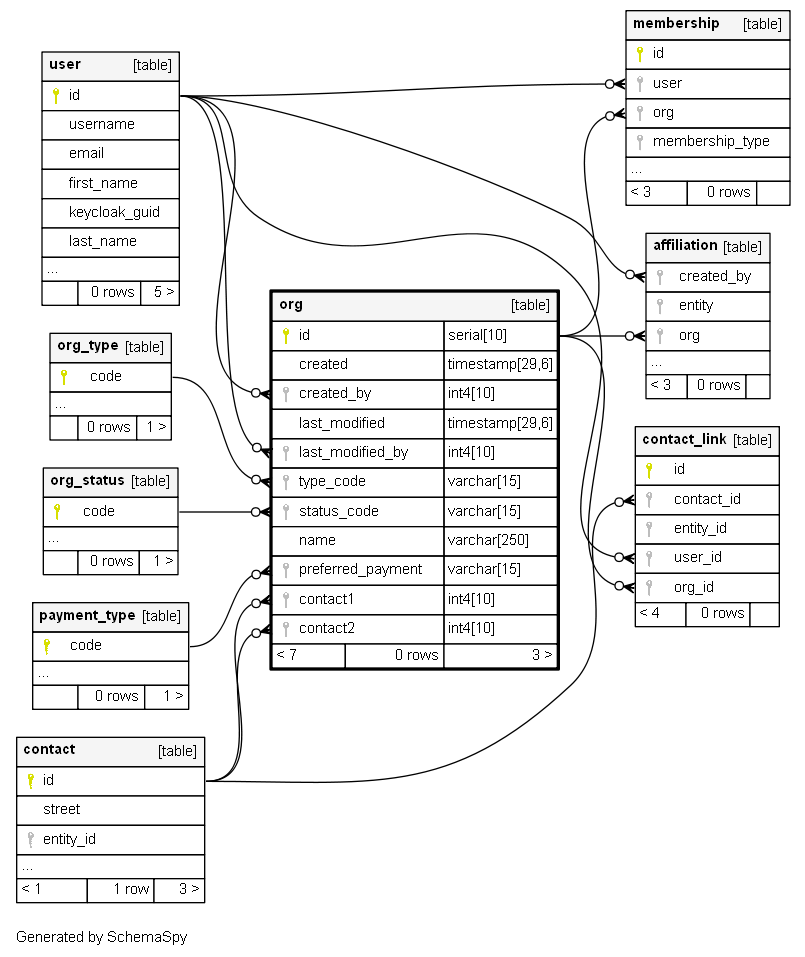 user [table]
id
username
email
first_name
keycloak_guid
last_name
...
0 rows 5 >
org_type [table]
code
...
0 rows 1 >
org_status [table]
code
...
0 rows 1 >
payment_type [table]
code
...
0 rows 1 >
contact [table]
id
street
entity_id
...
< 1 1 row 3 >
org [table]
id serial[10]
created timestamp[29,6]
created_by int4[10]
last_modified timestamp[29,6]
last_modified_by int4[10]
type_code varchar[15]
status_code varchar[15]
name varchar[250]
preferred_payment varchar[15]
contact1 int4[10]
contact2 int4[10]
< 7 0 rows 3 >
membership [table]
id
user
org
membership_type
...
< 3 0 rows
affiliation [table]
created_by
entity
org
...
< 3 0 rows
contact_link [table]
id
contact_id
entity_id
user_id
org_id
< 4 0 rows
Generated by SchemaSpy